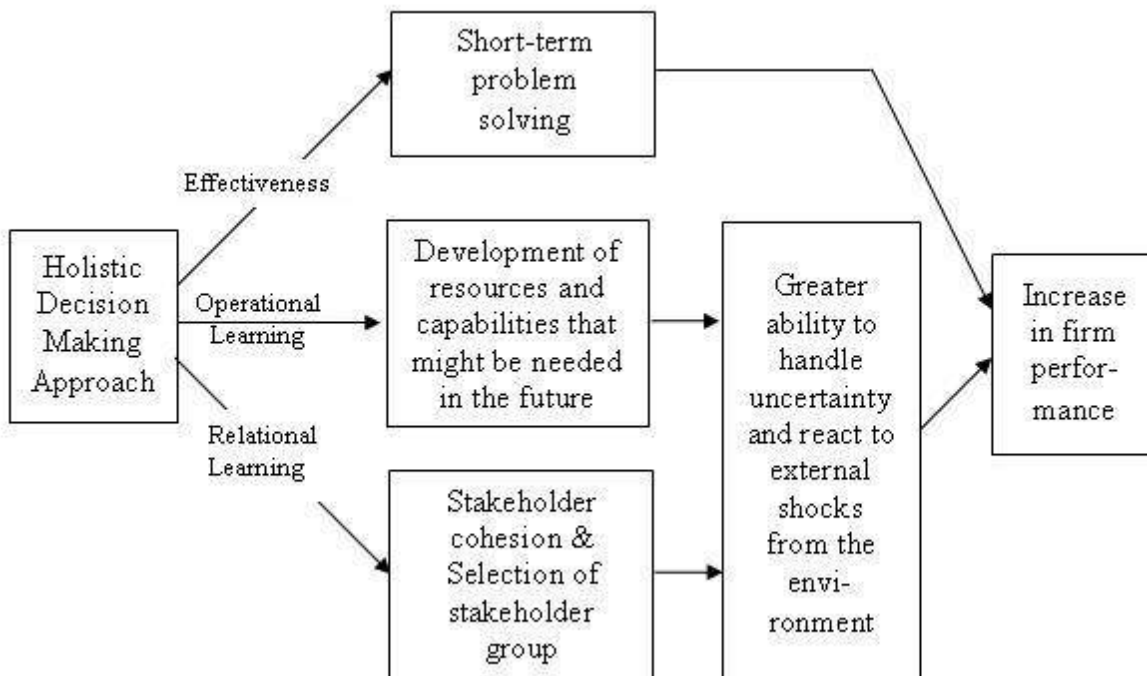 Short-term
problem
solving
Effectiveness
Holistic
Decision
Making
Approach
Operational
Learning
Development of
resources and
capabilities that
might be needed
in the future
Relational
Learning
Stakeholder
cohesion &
Selection of
stakeholder
group
Greater
ability to
handle
uncertainty
and react to
external
shocks
from the
envi-
ronment
Increase
in firm
perfor-
mance